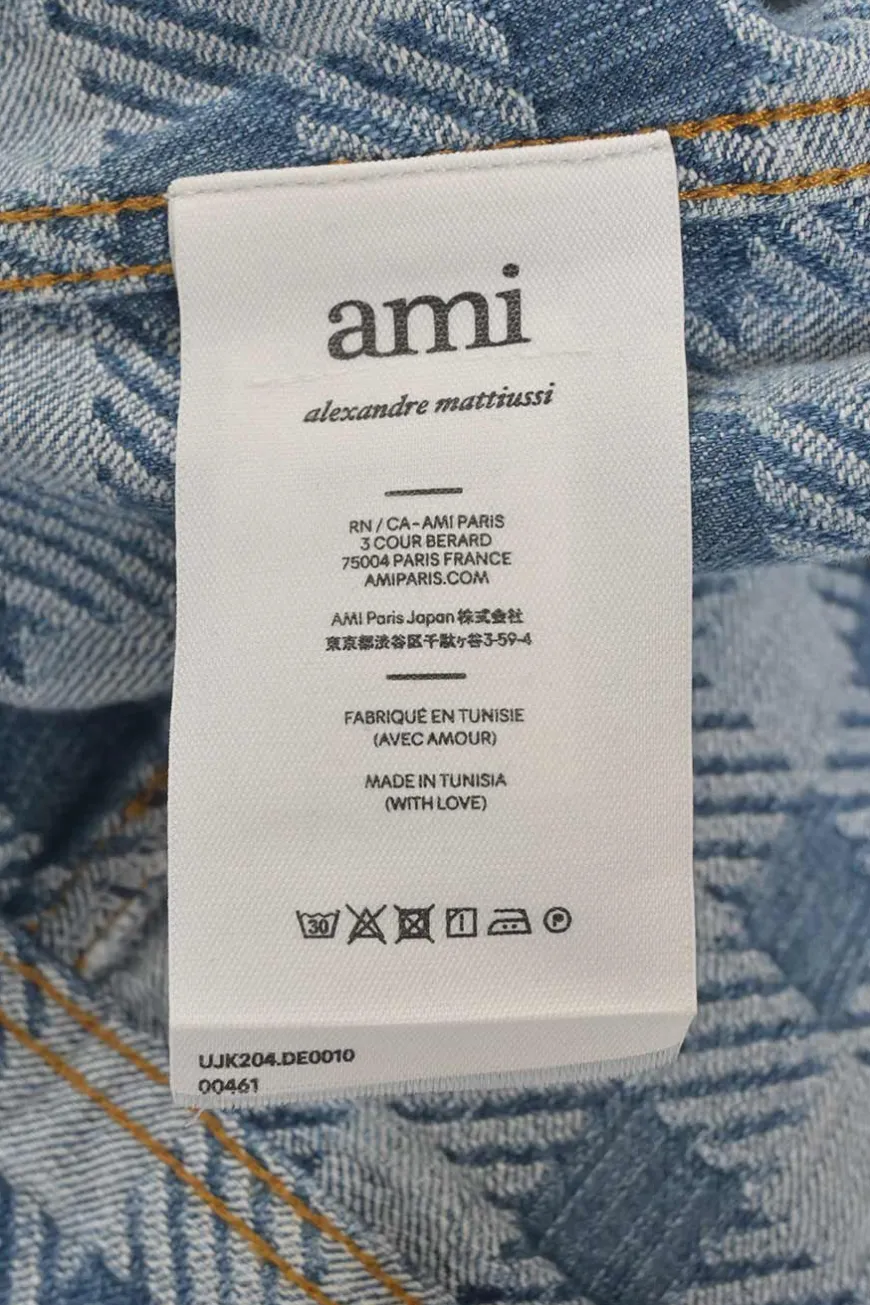 ami
alexandre mattiussi
RN / CA - AMI PARIS
3 COUR BERARD
75004 PARIS FRANCE
AMIPARIS.COM
AMI Paris Japan 株式会社
東京都渋谷区千駄ヶ谷3-59-4
FABRIQUÉ EN TUNISIE
(AVEC AMOUR)
MADE IN TUNISIA
(WITH LOVE)
30 P
UJK204.DE0010
00461